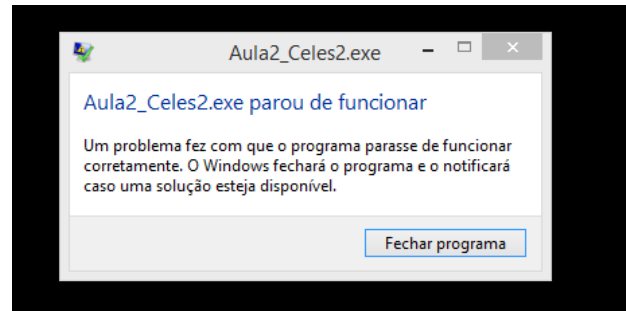 Aula2_Celes2.exe
Aula2_Celes2.exe parou de funcionar
Um problema fez com que o programa parasse de funcionar
corretamente. O Windows fechará o programa e o notificará
caso uma solução esteja disponível.
Fechar programa